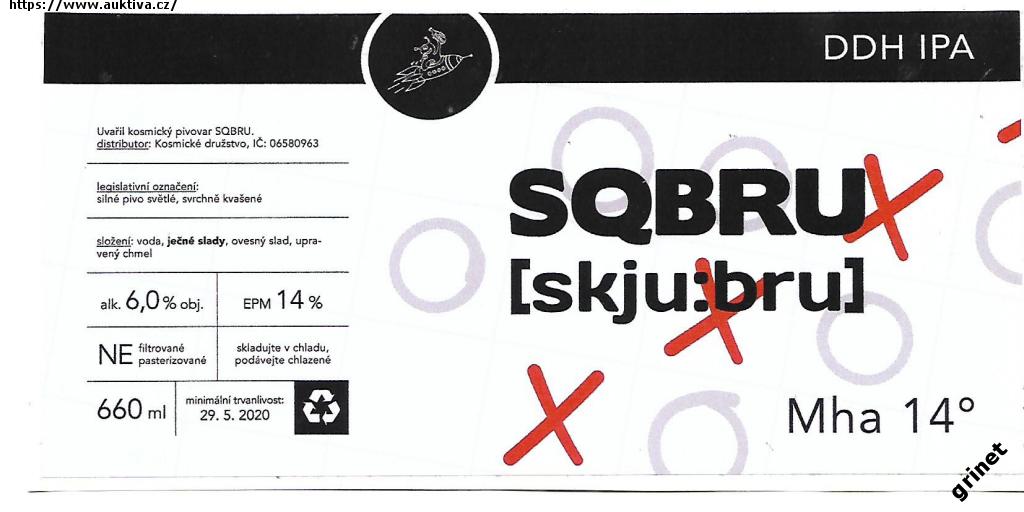 https://www.auktiva.cz/
DDH IPA
Uvařil kosmický pivovar SQBRU.
distributor: Kosmické družstvo, IČ: 06580963
legislativní označení:
silné pivo světlé, svrchně kvašené
složení: voda, ječné slady, ovesný slad, upra-
vený chmel
alk. 6,0 % obj.
EPM 14 %
NE filtrované
pasterizované
skladujte v chladu,
podávejte chlazené
660 ml
minimální trvanlivost:
29. 5. 2020
SQBRU
[skju:bru]
Mha 14°
grinet